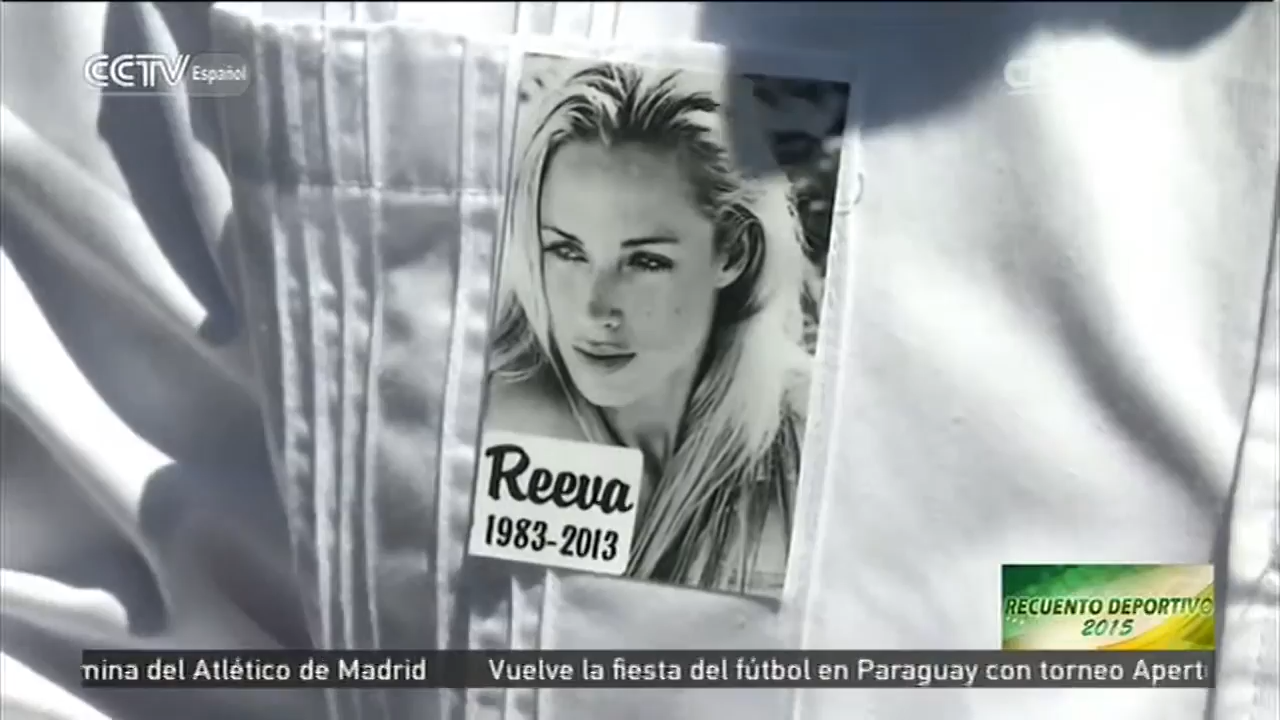 CCTV Español
Reeva
1983-2013
RECUENTO DEPORTIVO
2015
mina del Atlético de Madrid Vuelve la fiesta del fútbol en Paraguay con torneo Apert